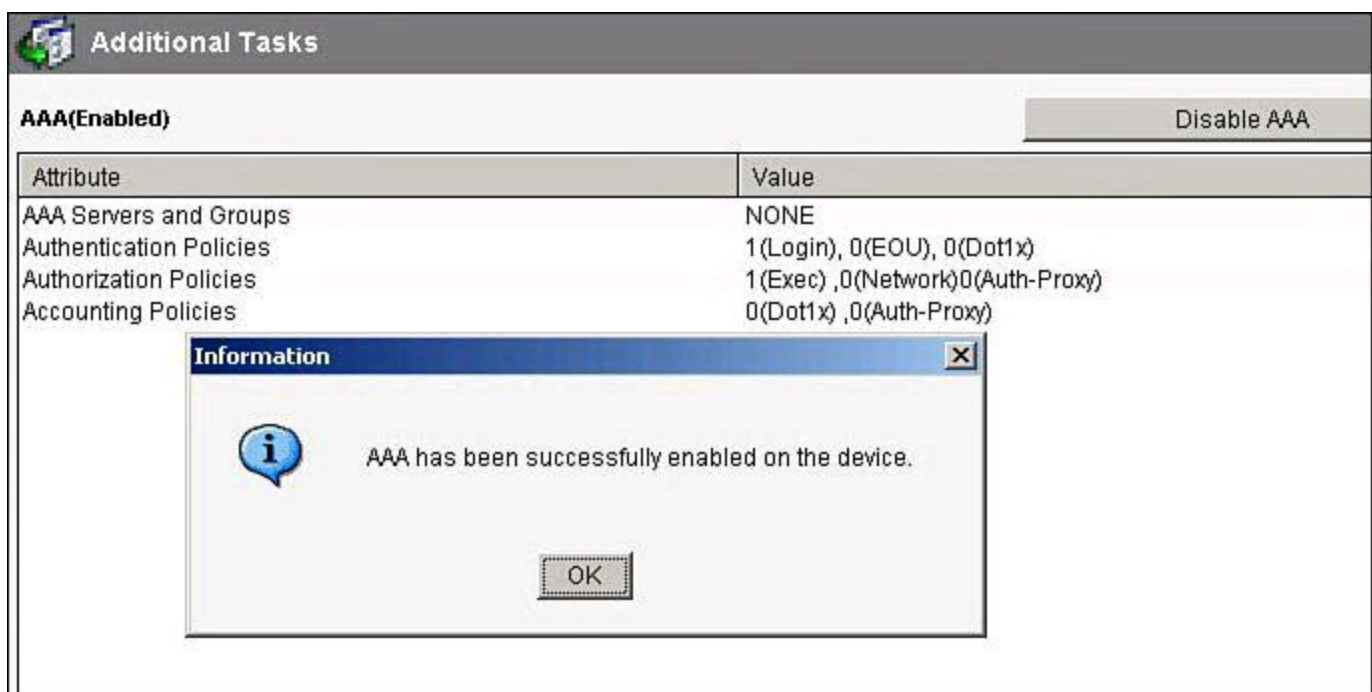 Additional Tasks
AAA(Enabled)
Disable AAA
Attribute Value
AAA Servers and Groups NONE
Authentication Policies 1(Login), 0(EOU), 0(Dot1x)
Authorization Policies 1(Exec) ,0(Network)0(Auth-Proxy)
Accounting Policies 0(Dot1x) ,0(Auth-Proxy)
Information
AAA has been successfully enabled on the device.
OK